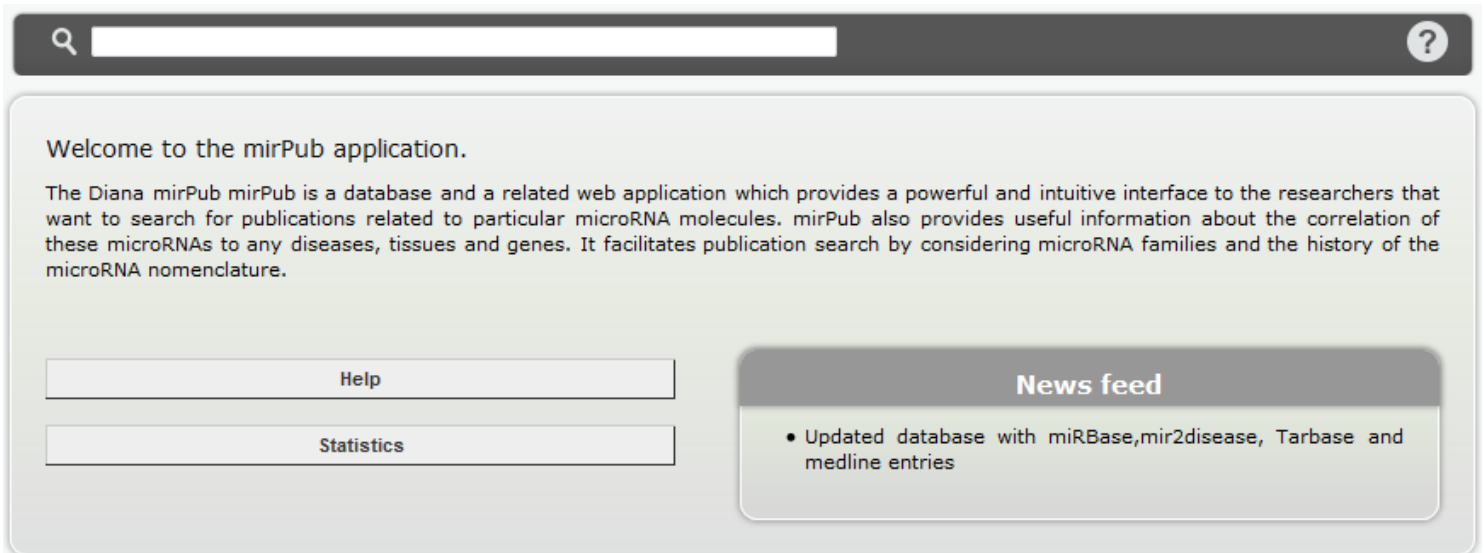 ?
Welcome to the mirPub application.
The Diana mirPub mirPub is a database and a related web application which provides a powerful and intuitive interface to the researchers that
want to search for publications related to particular microRNA molecules. mirPub also provides useful information about the correlation of
these microRNAs to any diseases, tissues and genes. It facilitates publication search by considering microRNA families and the history of the
microRNA nomenclature.
Help
Statistics
News feed
• Updated database with miRBase,mir2disease, Tarbase and
medline entries